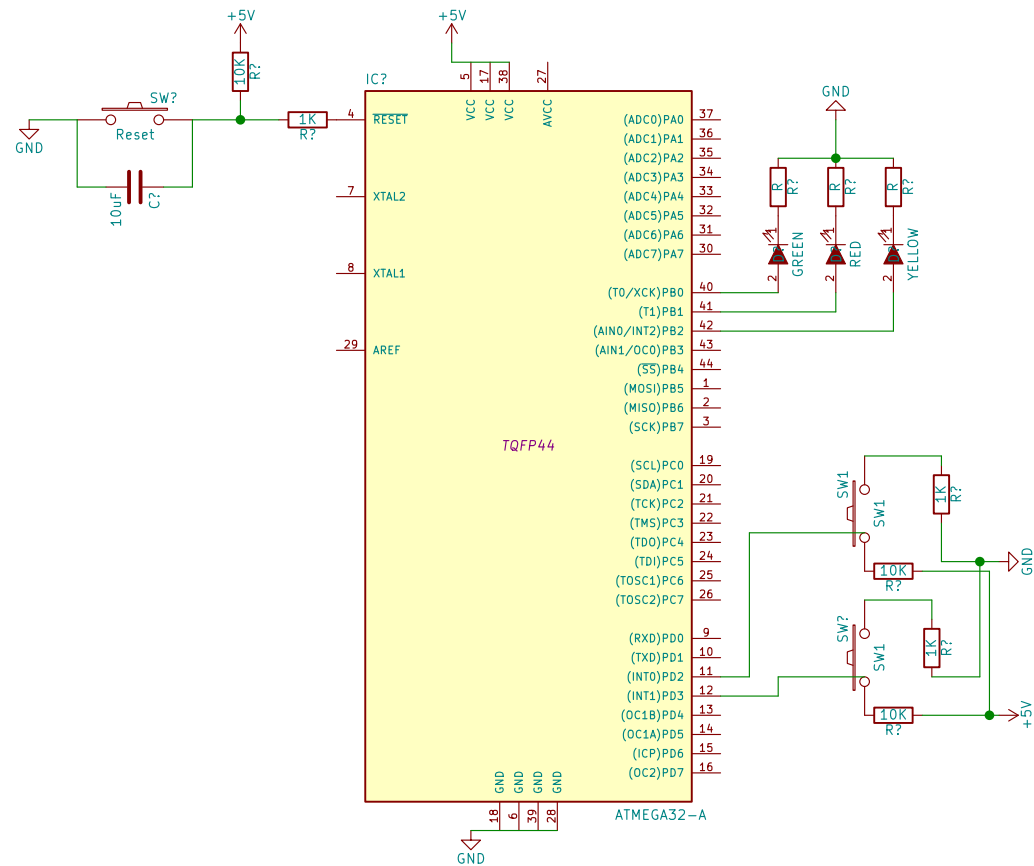 +5V
+5V
10K
R?
SW?
Reset
GND
10uF
C?
1K
R?
IC?
5
17
38
27
VCC
VCC
VCC
AVCC
4
RESET
7
XTAL2
8
XTAL1
29
AREF
TQFP44
(ADC0)PA0
37
(ADC1)PA1
36
(ADC2)PA2
35
(ADC3)PA3
34
(ADC4)PA4
33
(ADC5)PA5
32
(ADC6)PA6
31
(ADC7)PA7
30
(T0/XCK)PB0
40
(T1)PB1
41
(AIN0/INT2)PB2
42
(AIN1/OC0)PB3
43
(SS)PB4
44
(MOSI)PB5
1
(MISO)PB6
2
(SCK)PB7
3
(SCL)PC0
19
(SDA)PC1
20
(TCK)PC2
21
(TMS)PC3
22
(TDO)PC4
23
(TDI)PC5
24
(TOSC1)PC6
25
(TOSC2)PC7
26
(RXD)PD0
9
(TXD)PD1
10
(INT0)PD2
11
(INT1)PD3
12
(OC1B)PD4
13
(OC1A)PD5
14
(ICP)PD6
15
(OC2)PD7
16
GND
GND
GND
GND
18
6
39
28
GND
ATMEGA32-A
GND
R
R?
R
R?
R
R?
1
GREEN
2
1
RED
2
1
YELLOW
2
SW1
SW1
1K
R?
10K
R?
GND
SW?
SW1
1K
R?
10K
R?
+5V